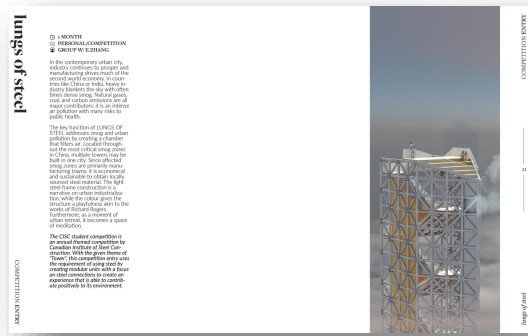 lungs of steel
1 MONTH
PERSONAL/COMPETITION
GROUP W/ E.ZHANG
In the contemporary urban city,
industry continues to prosper and
manufacturing drives much of the
second world economy. In coun-
tries like China or India, heavy in-
dustry blankets the sky with often
times dense smog. Natural gases,
coal, and carbon emissions are all
major contributors; it is an intense
air pollution with many risks to
public health.
The key function of LUNGS OF
STEEL addresses smog and urban
pollution by creating a chamber
that filters air. Located through-
out the most critical smog zones
in China, multiple towers may be
built in one city. Since affected
smog zones are primarily manu-
facturing towns, it is economical
and sustainable to obtain locally
sourced steel material. The light
steel frame construction is a
narrative on urban industrializa-
tion, while the colour gives the
structure a playfulness akin to the
works of Richard Rogers.
Furthermore, as a moment of
urban retreat, it becomes a space
of meditation.
The CISC student competition is
an annual themed competition by
Canadian Institute of Steel Con-
struction. With the given theme of
"Tower", this competition entry uses
the requirement of using steel by
creating modular units with a focus
on steel connections to create an
experience that is able to contrib-
ute positively to its environment.
COMPETITION ENTRY
COMPETITION ENTRY
lungs of steel